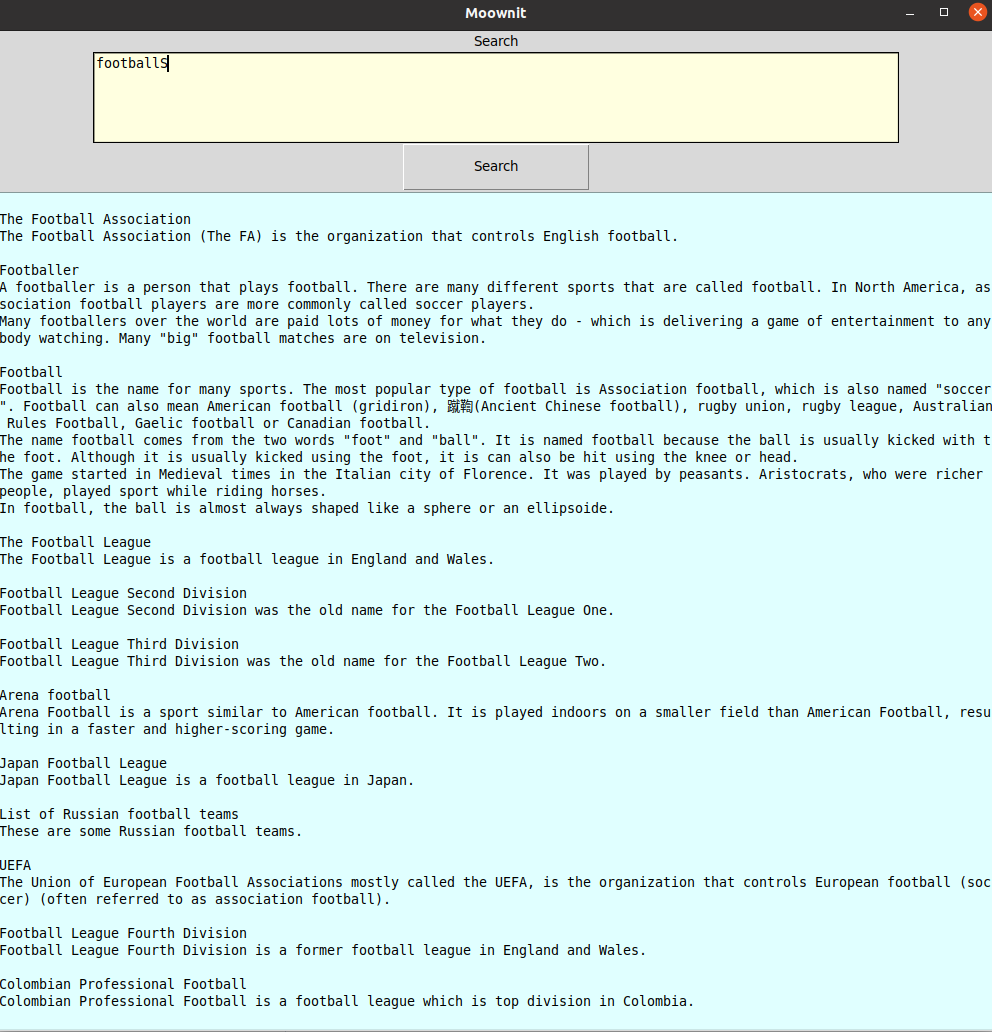 Moownit
Search
footballS
Search
The Football Association
The Football Association (The FA) is the organization that controls English football.
Footballer
A footballer is a person that plays football. There are many different sports that are called football. In North America, as
sociation football players are more commonly called soccer players.
Many footballers over the world are paid lots of money for what they do - which is delivering a game of entertainment to any
body watching. Many "big" football matches are on television.
Football
Football is the name for many sports. The most popular type of football is Association football, which is also named "soccer
". Football can also mean American football (gridiron), 蹴鞠(Ancient Chinese football), rugby union, rugby league, Australian
Rules Football, Gaelic football or Canadian football.
The name football comes from the two words "foot" and "ball". It is named football because the ball is usually kicked with t
he foot. Although it is usually kicked using the foot, it is can also be hit using the knee or head.
The game started in Medieval times in the Italian city of Florence. It was played by peasants. Aristocrats, who were richer
people, played sport while riding horses.
In football, the ball is almost always shaped like a sphere or an ellipsoide.
The Football League
The Football League is a football league in England and Wales.
Football League Second Division
Football League Second Division was the old name for the Football League One.
Football League Third Division
Football League Third Division was the old name for the Football League Two.
Arena football
Arena Football is a sport similar to American football. It is played indoors on a smaller field than American Football, resu
lting in a faster and higher-scoring game.
Japan Football League
Japan Football League is a football league in Japan.
List of Russian football teams
These are some Russian football teams.
UEFA
The Union of European Football Associations mostly called the UEFA, is the organization that controls European football (soc
cer) (often referred to as association football).
Football League Fourth Division
Football League Fourth Division is a former football league in England and Wales.
Colombian Professional Football
Colombian Professional Football is a football league which is top division in Colombia.